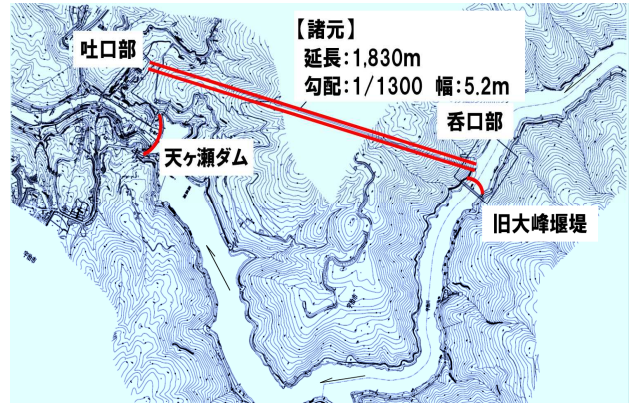 【諸元】
延長:1,830m
勾配:1/1300 幅:5.2m
吐口部
呑口部
天ヶ瀬ダム
旧大峰堰堤